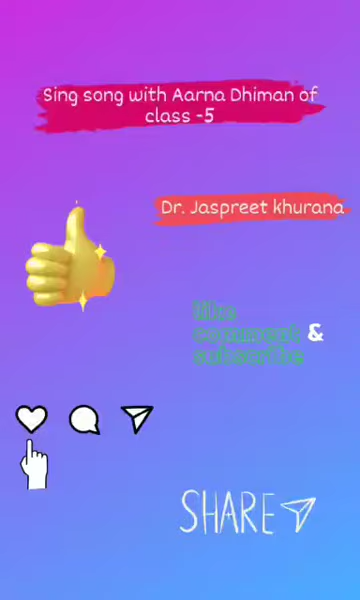 Sing song with Aarna Dhiman of
class -5
Dr. Jaspreet khurana
like
comment &
subscribe
SHARE